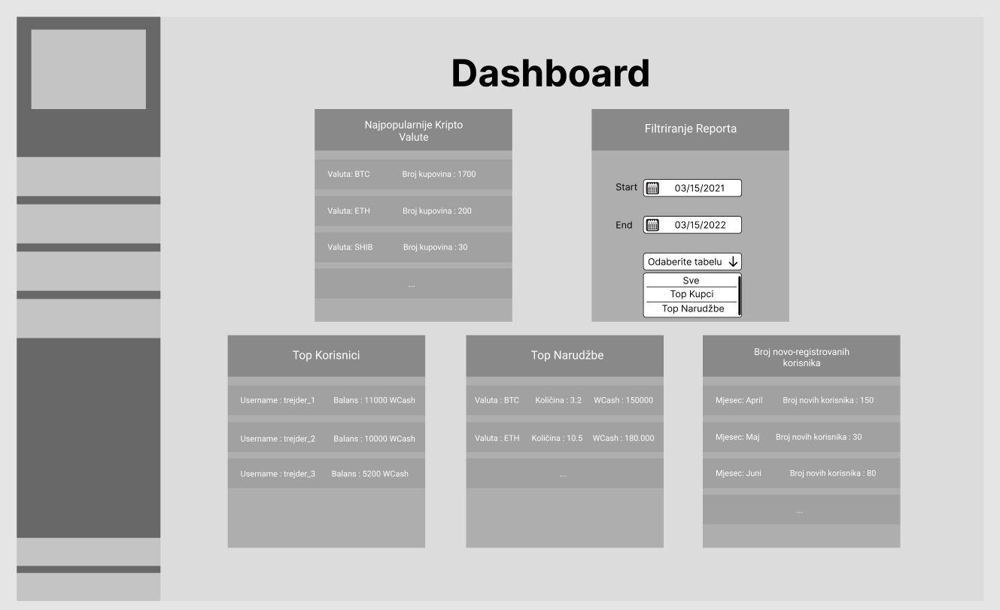 Dashboard
Najpopularnije Kripto
Valute
Valuta: BTC Broj kupovina : 1700
Valuta: ETH Broj kupovina : 200
Valuta: SHIB Broj kupovina : 30
...
Filtriranje Reporta
Start 03/15/2021
End 03/15/2022
Odaberite tabelu
Sve
Top Kupci
Top Narudžbe
Top Korisnici
Username : trejder_1 Balans : 11000 WCash
Username : trejder_2 Balans : 10000 WCash
Username : trejder_3 Balans : 5200 WCash
Top Narudžbe
Valuta : BTC Količina : 3.2 WCash : 150000
Valuta : ETH Količina : 10.5 WCash : 180.000
...
Broj novo-registrovanih
korisnika
Mjesec: April Broj novih korisnika : 150
Mjesec: Maj Broj novih korisnika : 30
Mjesec: Juni Broj novih korisnika : 80
...